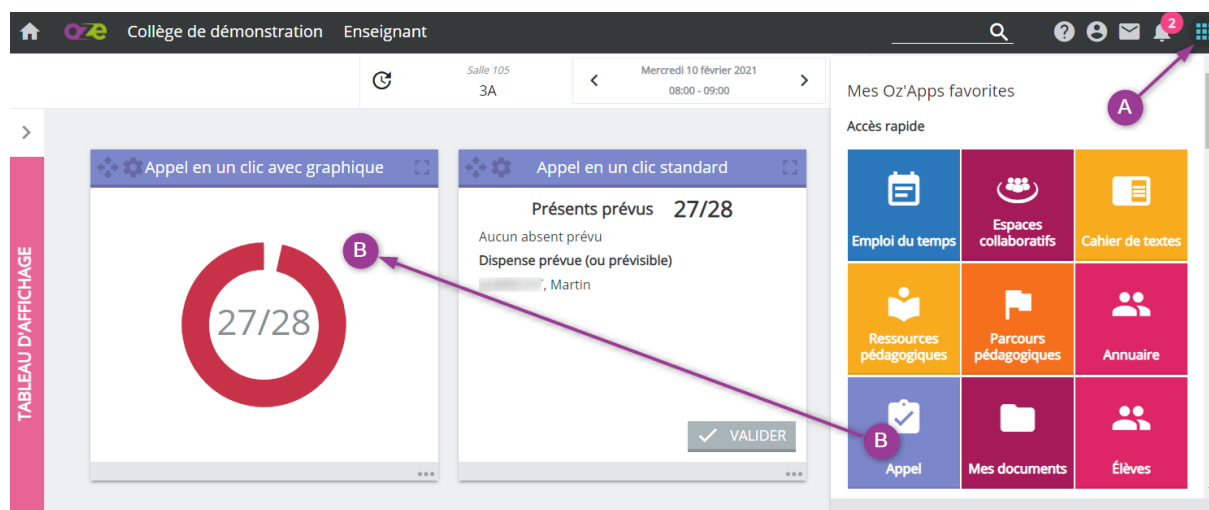 oze Collège de démonstration Enseignant
2
Salle 105
3A
Mercredi 10 février 2021
08:00 - 09:00
A
Mes Oz'Apps favorites
Accès rapide
TABLEAU D'AFFICHAGE
Appel en un clic avec graphique
27/28
B
Appel en un clic standard
Présents prévus 27/28
Aucun absent prévu
Dispense prévue (ou prévisible)
, Martin
VALIDER
Emploi du temps
Espaces
collaboratifs
Cahier de textes
Ressources
pédagogiques
Parcours
pédagogiques
Annuaire
B
Appel
Mes documents
Élèves